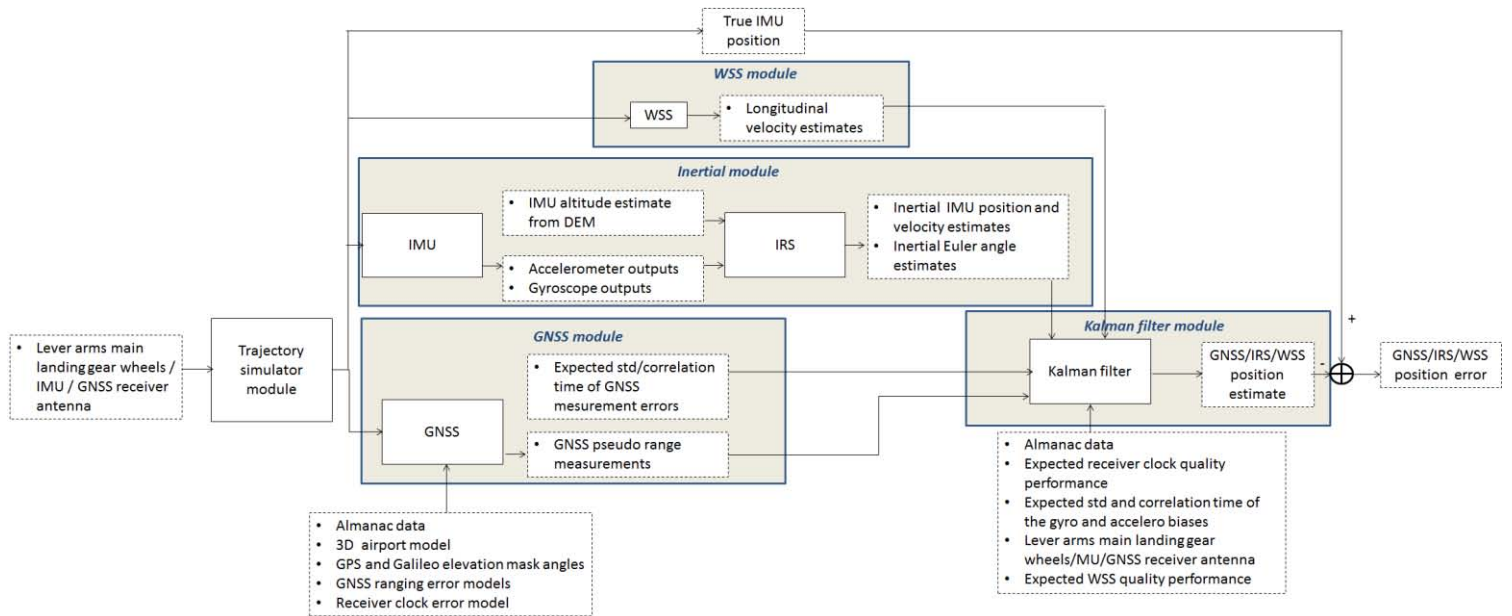 True IMU
position
WSS module
WSS
• Longitudinal
velocity estimates
Inertial module
IMU
• IMU altitude estimate
from DEM
• Accelerometer outputs
• Gyroscope outputs
IRS
• Inertial IMU position and
velocity estimates
• Inertial Euler angle
estimates
• Lever arms main
landing gear wheels /
IMU / GNSS receiver
antenna
Trajectory
simulator
module
GNSS module
GNSS
• Expected std/correlation
time of GNSS
mesurement errors
• GNSS pseudo range
measurements
• Almanac data
• 3D airport model
• GPS and Galileo elevation mask angles
• GNSS ranging error models
• Receiver clock error model
Kalman filter module
Kalman filter
GNSS/IRS/WSS
position
estimate
+
-
GNSS/IRS/WSS
position error
• Almanac data
• Expected receiver clock quality
performance
• Expected std and correlation time of
the gyro and accelero biases
• Lever arms main landing gear
wheels/MU/GNSS receiver antenna
• Expected WSS quality performance